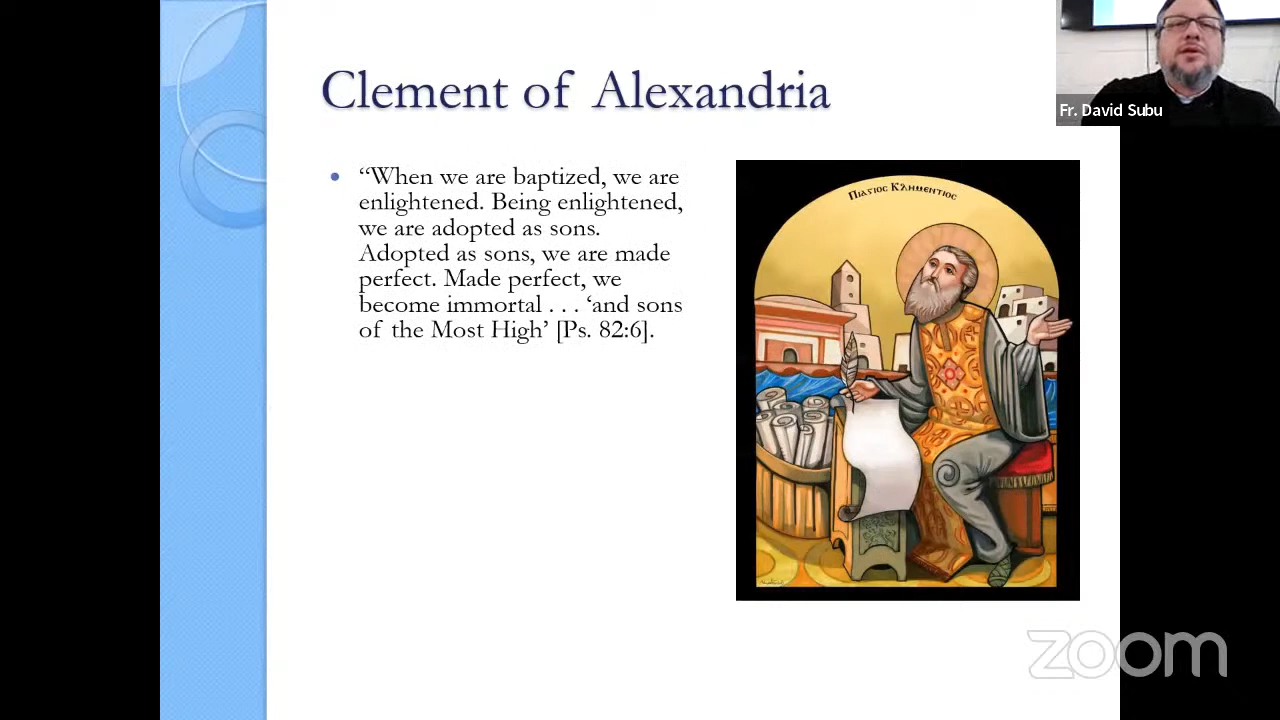 Clement of Alexandria
Fr. David Subu
• “When we are baptized, we are
enlightened. Being enlightened,
we are adopted as sons.
Adopted as sons, we are made
perfect. Made perfect, we
become immortal . . . ‘and sons
of the Most High’ [Ps. 82:6].
zoom